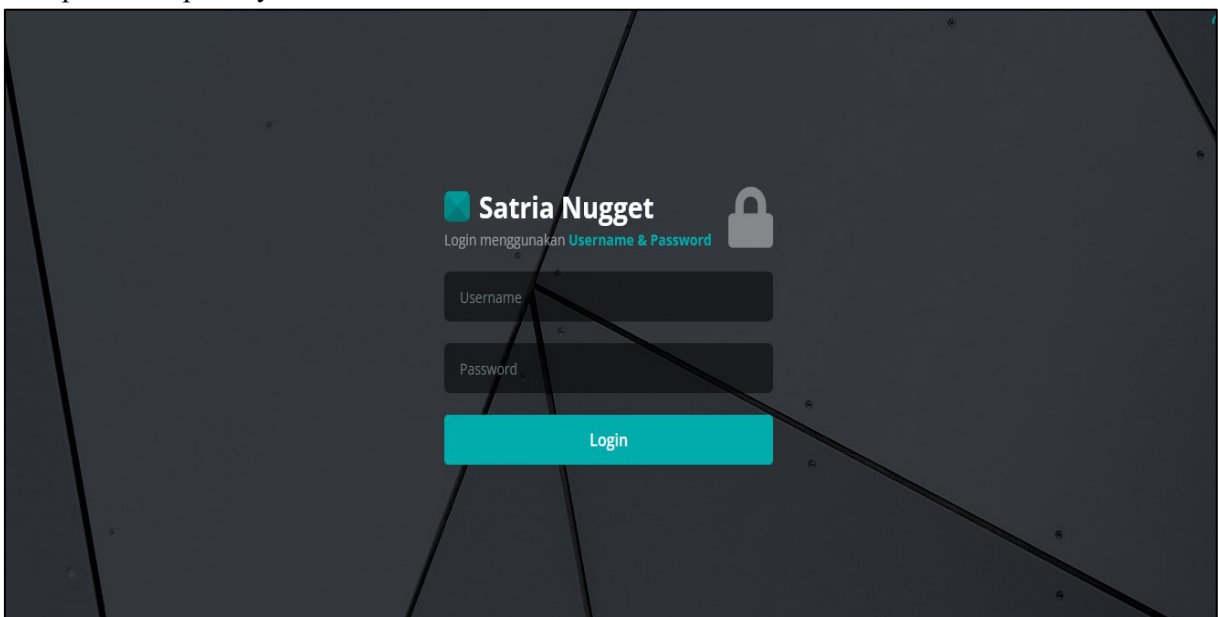 Satria Nugget
Login menggunakan Username & Password
Username
Password
Login